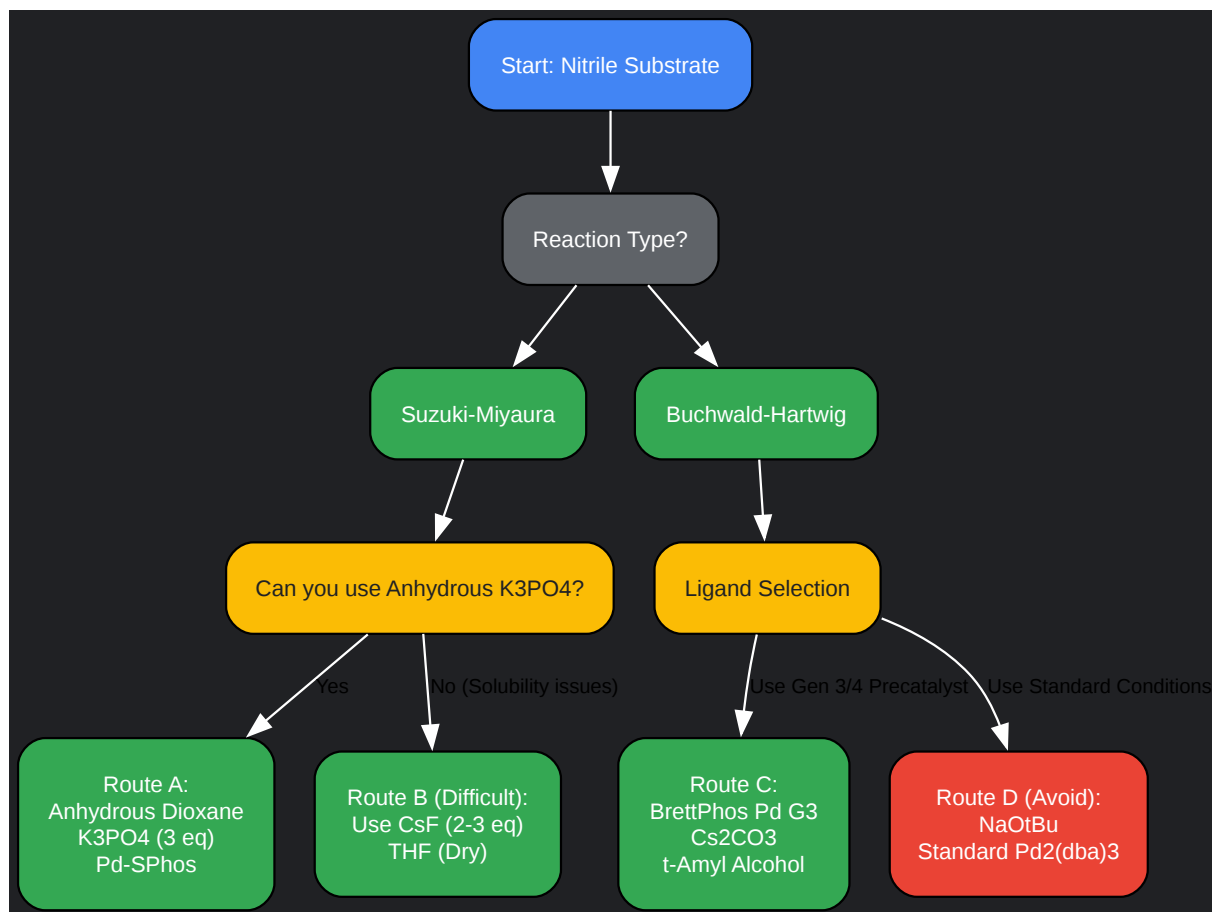 Start: Nitrile Substrate
Reaction Type?
Suzuki-Miyaura
Buchwald-Hartwig
Can you use Anhydrous K3PO4?
Ligand Selection
Yes
No (Solubility issues)
Use Gen 3/4 Precatalyst
Use Standard Conditions
Route A:
Anhydrous Dioxane
K3PO4 (3 eq)
Pd-SPhos
Route B (Difficult):
Use CsF (2-3 eq)
THF (Dry)
Route C:
BrettPhos Pd G3
Cs2CO3
t-Amyl Alcohol
Route D (Avoid):
NaOtBu
Standard Pd2(dba)3